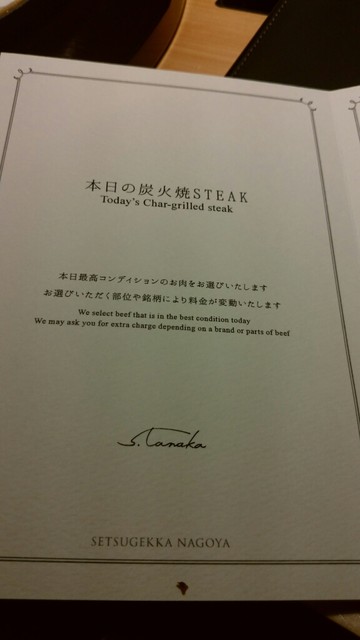 本日の炭火焼STEAK
Today's Char-grilled steak
本日最高コンディションのお肉をお選びいたします
お選びいただく部位や銘柄により料金が変動いたします
We select beef that is in the best condition today
We may ask you for extra charge depending on a brand or parts of beef
S. Tanaka
SETSUGEKKA NAGOYA